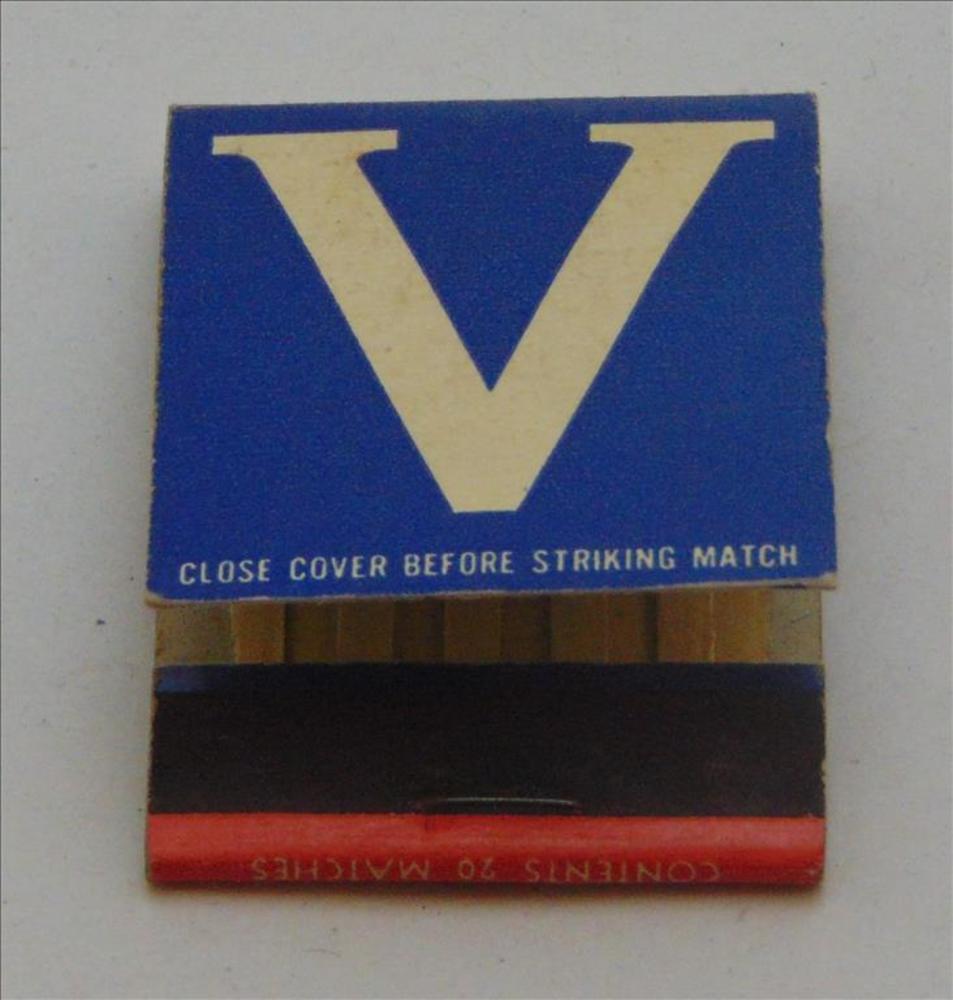 V
CLOSE COVER BEFORE STRIKING MATCH
CONTENTS 20 MATCHES